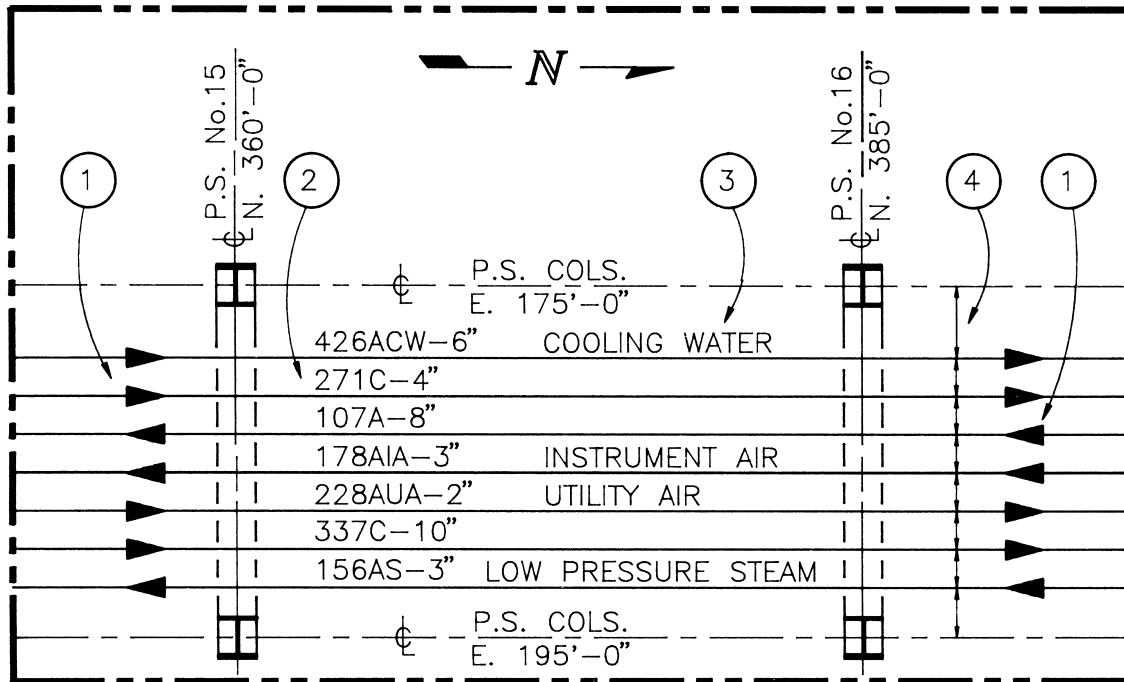 N
P.S. No.15
N. 360'-0"
P.S. No.16
N. 385'-0"
1
2
3
4
1
℄
℄
℄ P.S. COLS.
E. 175'-0"
426ACW-6" COOLING WATER
271C-4"
107A-8"
178AIA-3" INSTRUMENT AIR
228AUA-2" UTILITY AIR
337C-10"
156AS-3" LOW PRESSURE STEAM
℄ P.S. COLS.
E. 195'-0"